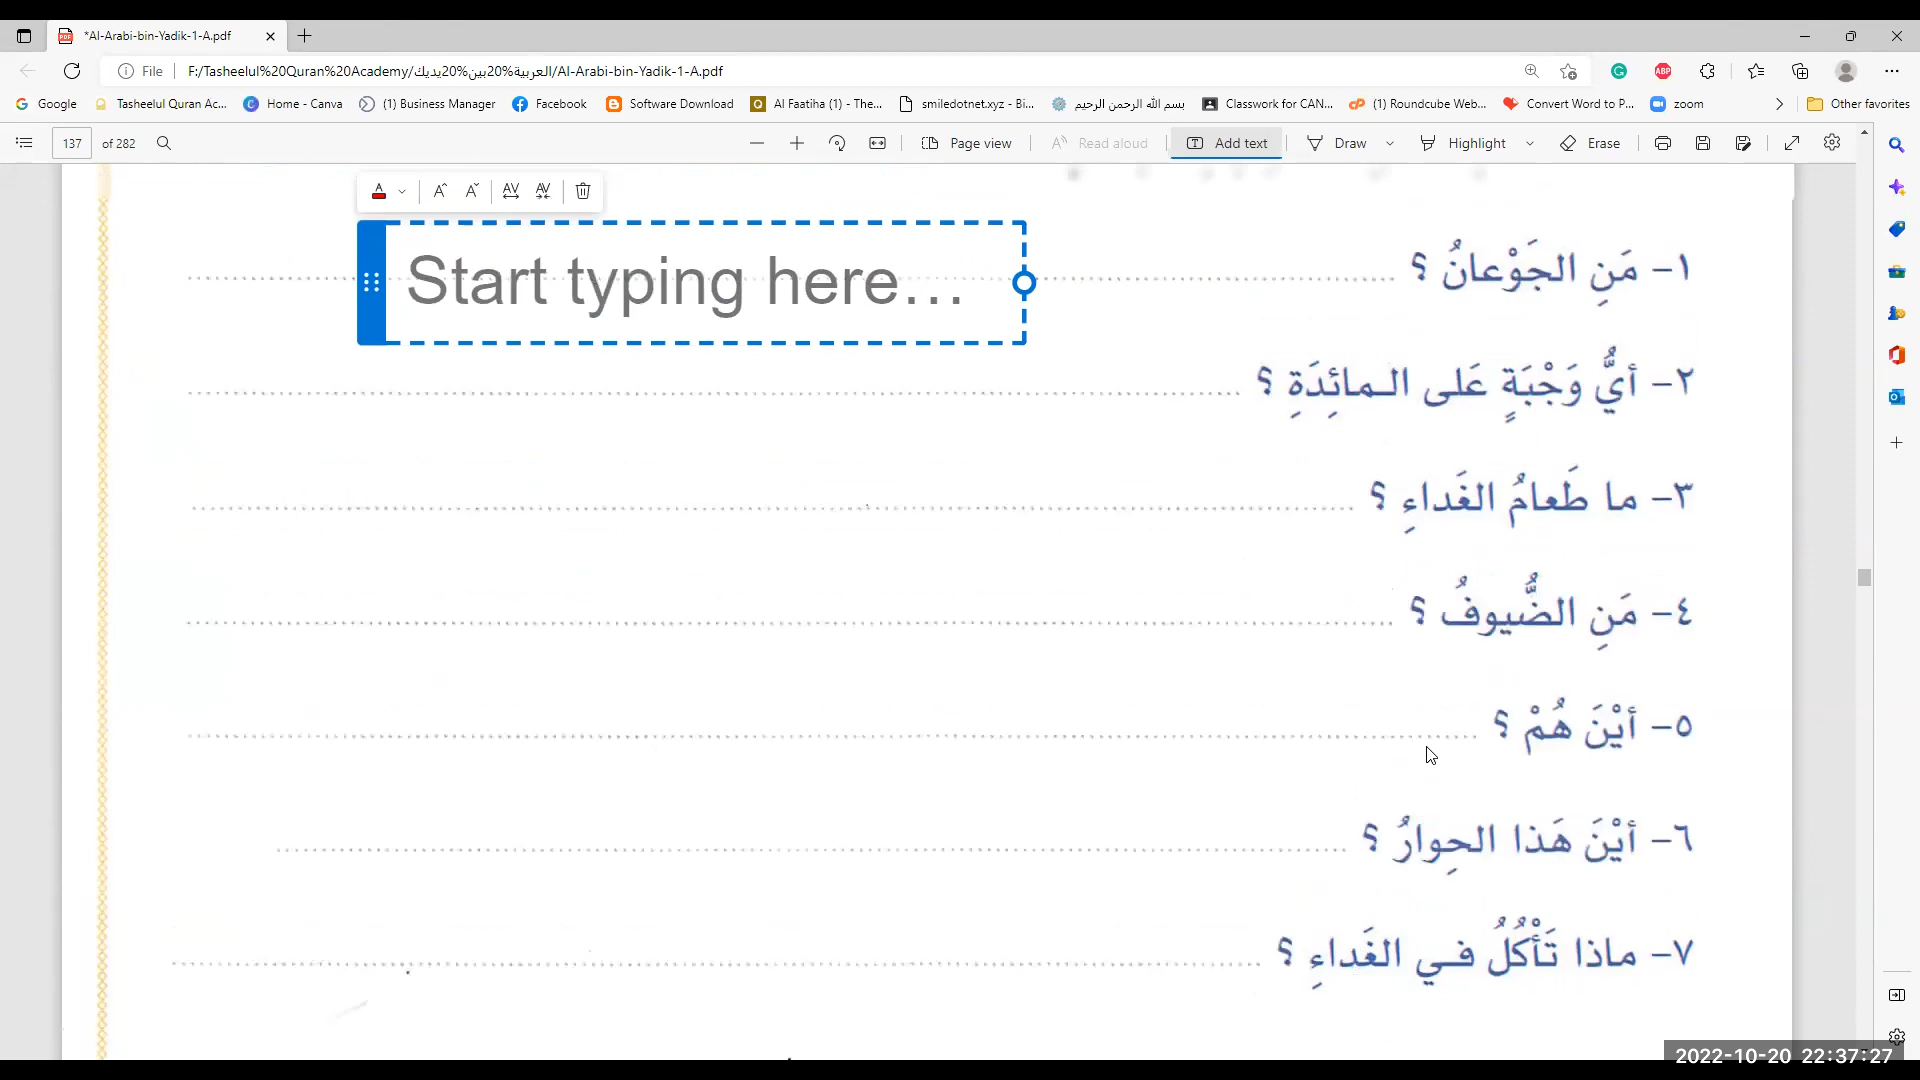 *Al-Arabi-bin-Yadik-1-A.pdf
File F:/Tasheelul%20Quran%20Academy/العربية%20بين%20يديك/Al-Arabi-bin-Yadik-1-A.pdf
Google Tasheelul Quran Ac... Home - Canva (1) Business Manager Facebook Software Download Al Faatiha (1) - The... smiledotnet.xyz - Bi... بسم الله الرحمن الرحيم Classwork for CAN... (1) Roundcube Web... Convert Word to P... zoom Other favorites
137 of 282 Page view Read aloud Add text Draw Highlight Erase
Start typing here...
١- مَنِ الجَوْعانُ ؟
٢- أيُّ وَجْبَةٍ عَلى الـمائِدَةِ ؟
٣- ما طَعامُ الغَداءِ ؟
٤- مَنِ الضُّيوفُ ؟
٥- أيْنَ هُمْ ؟
٦- أيْنَ هَذا الحِوارُ ؟
٧- ماذا تَأْكُلُ فـي الغَداءِ ؟
2022-10-20 22:37:27